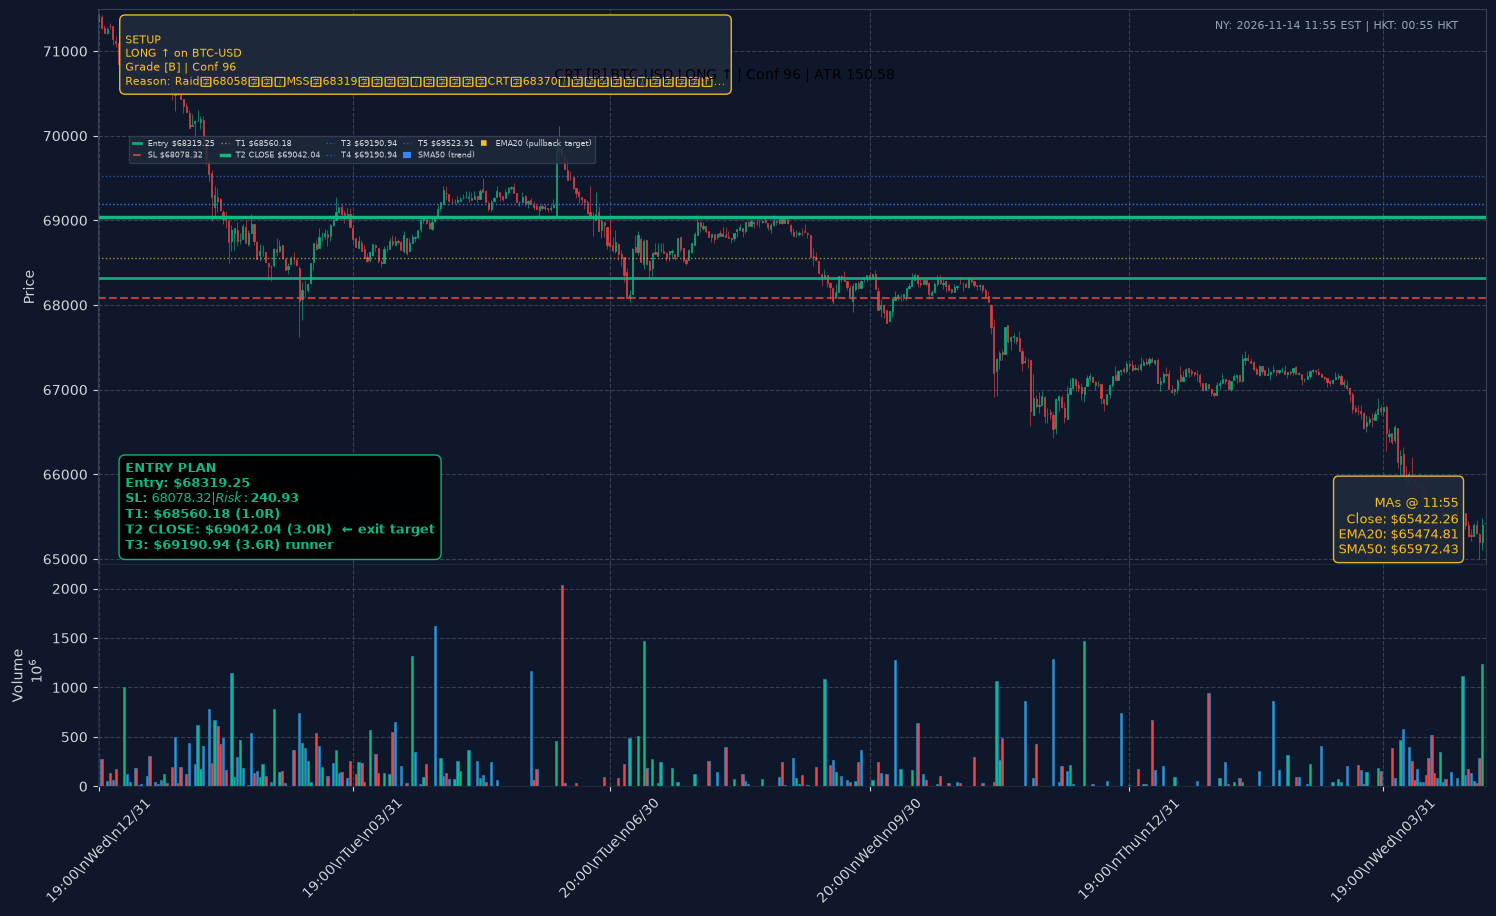 NY: 2026-11-14 11:55 EST | HKT: 00:55 HKT
SETUP
LONG ↑ on BTC-USD
Grade [B] | Conf 96
Reason: Raid 68058 MSS 68319 CRT 68370 ...
CRT [B] BTC-USD LONG ↑ | Conf 96 | ATR 150.58
Entry $68319.25
SL $68078.32
T1 $68560.18
T2 CLOSE $69042.04
T3 $69190.94
T4 $69190.94
T5 $69523.91
SMA50 (trend)
EMA20 (pullback target)
Price
71000
70000
69000
68000
67000
66000
65000
ENTRY PLAN
Entry: $68319.25
SL: 68078.32|Risk:240.93
T1: $68560.18 (1.0R)
T2 CLOSE: $69042.04 (3.0R) ← exit target
T3: $69190.94 (3.6R) runner
MAs @ 11:55
Close: $65422.26
EMA20: $65474.81
SMA50: $65972.43
Volume
10⁶
2000
1500
1000
500
0
19:00\nWed\n12/31
19:00\nTue\n03/31
20:00\nTue\n06/30
20:00\nWed\n09/30
19:00\nThu\n12/31
19:00\nWed\n03/31